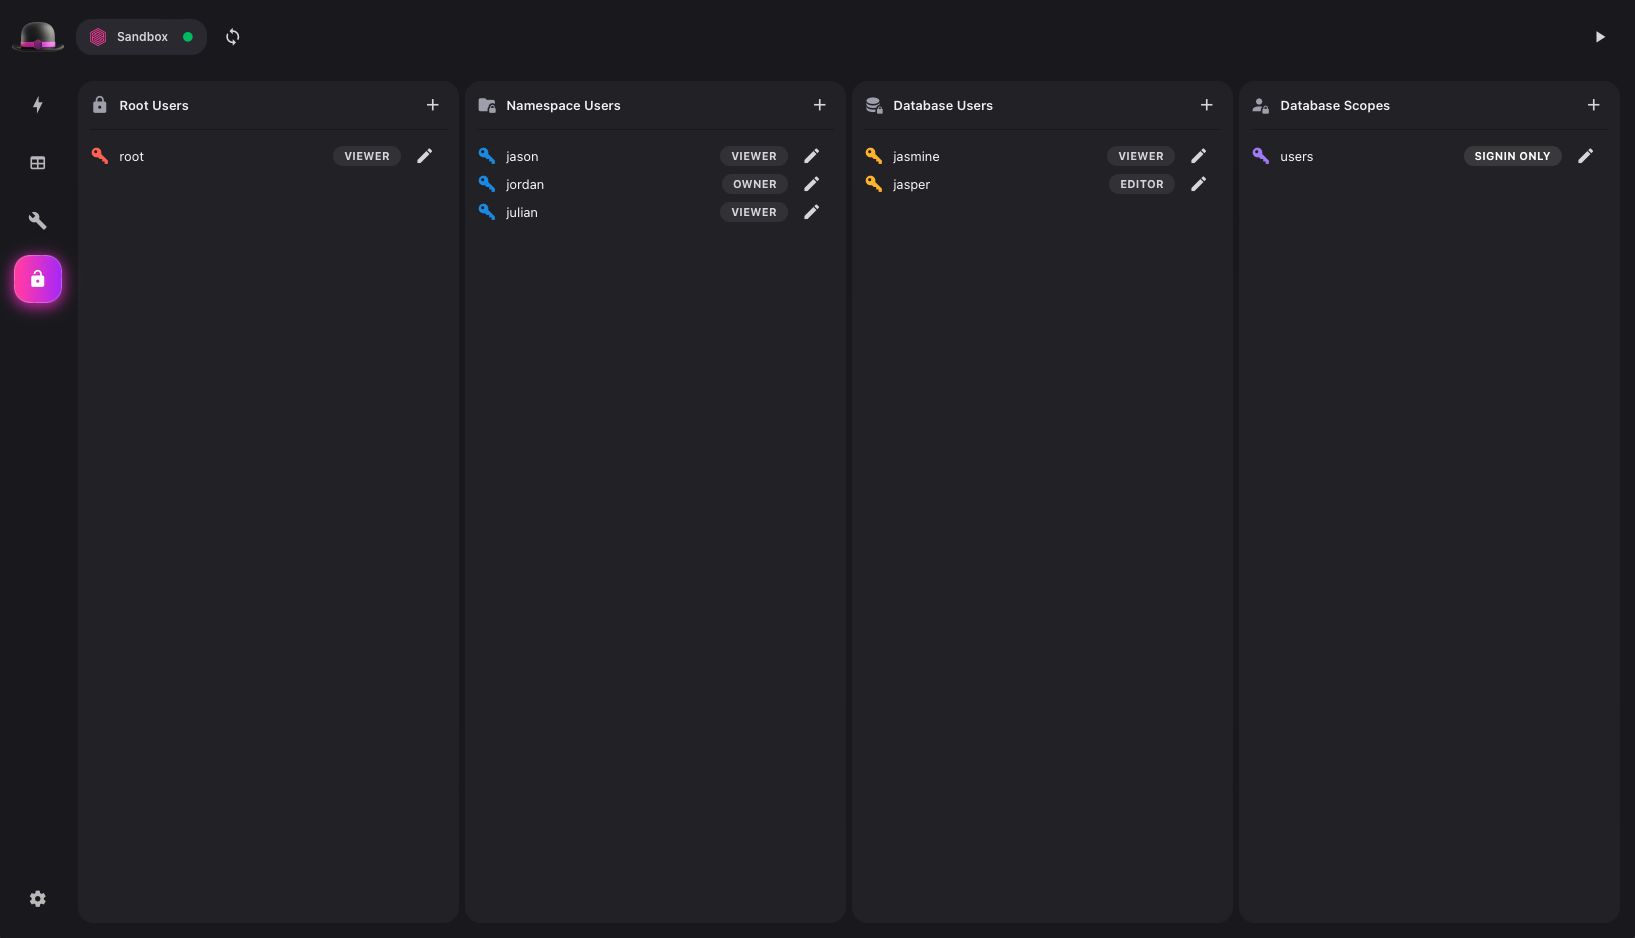 Sandbox
Root Users
root VIEWER
Namespace Users
jason VIEWER
jordan OWNER
julian VIEWER
Database Users
jasmine VIEWER
jasper EDITOR
Database Scopes
users SIGNIN ONLY